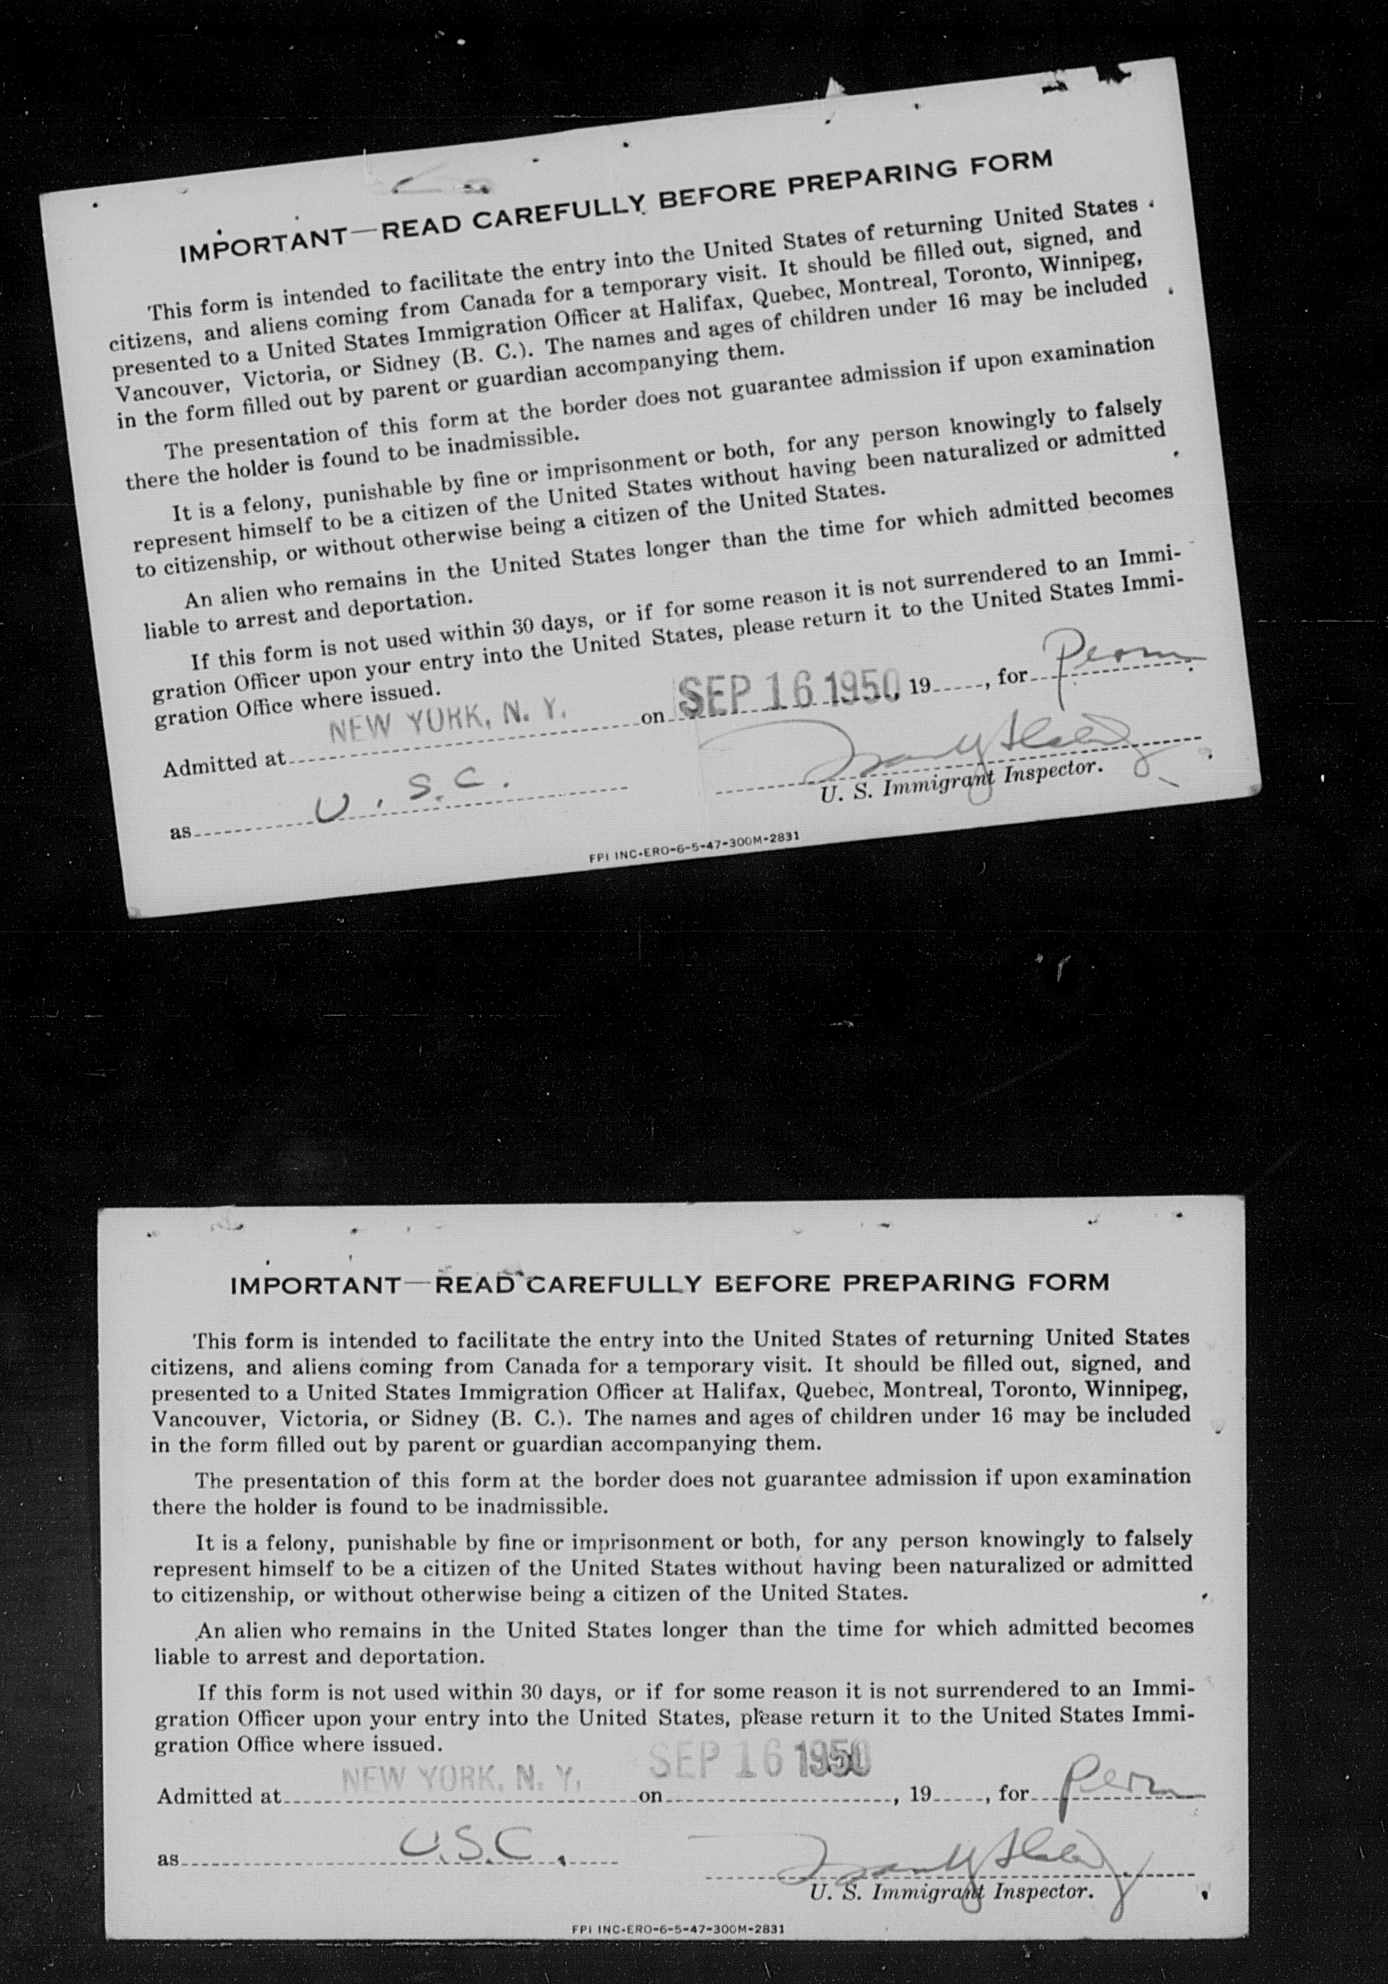 IMPORTANT—READ CAREFULLY BEFORE PREPARING FORM
This form is intended to facilitate the entry into the United States of returning United States
citizens, and aliens coming from Canada for a temporary visit. It should be filled out, signed, and
presented to a United States Immigration Officer at Halifax, Quebec, Montreal, Toronto, Winnipeg,
Vancouver, Victoria, or Sidney (B. C.). The names and ages of children under 16 may be included
in the form filled out by parent or guardian accompanying them.
The presentation of this form at the border does not guarantee admission if upon examination
there the holder is found to be inadmissible.
It is a felony, punishable by fine or imprisonment or both, for any person knowingly to falsely
represent himself to be a citizen of the United States without having been naturalized or admitted
to citizenship, or without otherwise being a citizen of the United States.
An alien who remains in the United States longer than the time for which admitted becomes
liable to arrest and deportation.
If this form is not used within 30 days, or if for some reason it is not surrendered to an Immi-
gration Officer upon your entry into the United States, please return it to the United States Immi-
gration Office where issued.
Admitted at NEW YORK, N. Y. on SEP 16 1950, 19, for Perm
as U. S. C.
U. S. Immigrant Inspector.
FPI INC-ERO-6-5-47-300M-2831
IMPORTANT—READ CAREFULLY BEFORE PREPARING FORM
This form is intended to facilitate the entry into the United States of returning United States
citizens, and aliens coming from Canada for a temporary visit. It should be filled out, signed, and
presented to a United States Immigration Officer at Halifax, Quebec, Montreal, Toronto, Winnipeg,
Vancouver, Victoria, or Sidney (B. C.). The names and ages of children under 16 may be included
in the form filled out by parent or guardian accompanying them.
The presentation of this form at the border does not guarantee admission if upon examination
there the holder is found to be inadmissible.
It is a felony, punishable by fine or imprisonment or both, for any person knowingly to falsely
represent himself to be a citizen of the United States without having been naturalized or admitted
to citizenship, or without otherwise being a citizen of the United States.
An alien who remains in the United States longer than the time for which admitted becomes
liable to arrest and deportation.
If this form is not used within 30 days, or if for some reason it is not surrendered to an Immi-
gration Officer upon your entry into the United States, please return it to the United States Immi-
gration Office where issued.
Admitted at NEW YORK, N. Y. on SEP 16 1950, 19, for Perm
as U.S.C.
U. S. Immigrant Inspector.
FPI INC-ERO-6-5-47-300M-2831